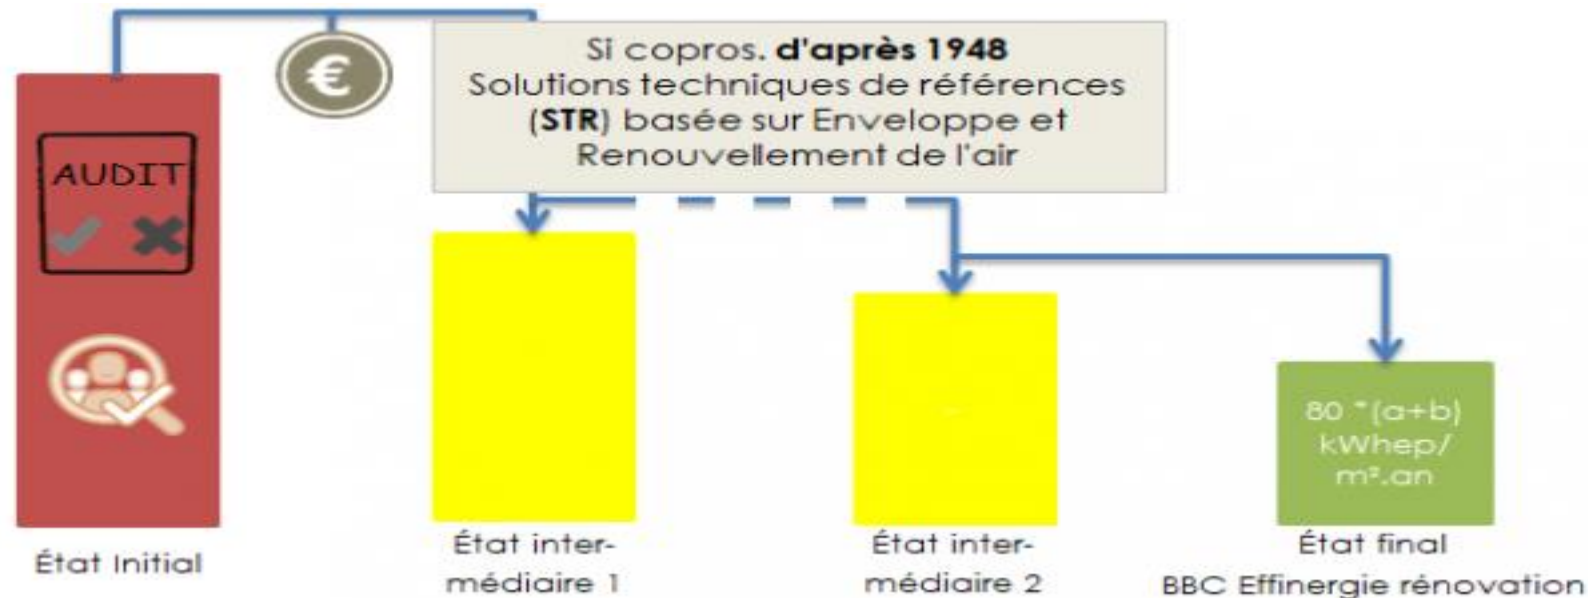 €
Si copros. d'après 1948
Solutions techniques de références
(STR) basée sur Enveloppe et
Renouvellement de l'air
AUDIT
80 *(a+b)
kWhep/
m².an
État Initial
État inter-
médiaire 1
État inter-
médiaire 2
État final
BBC Effinergie rénovation